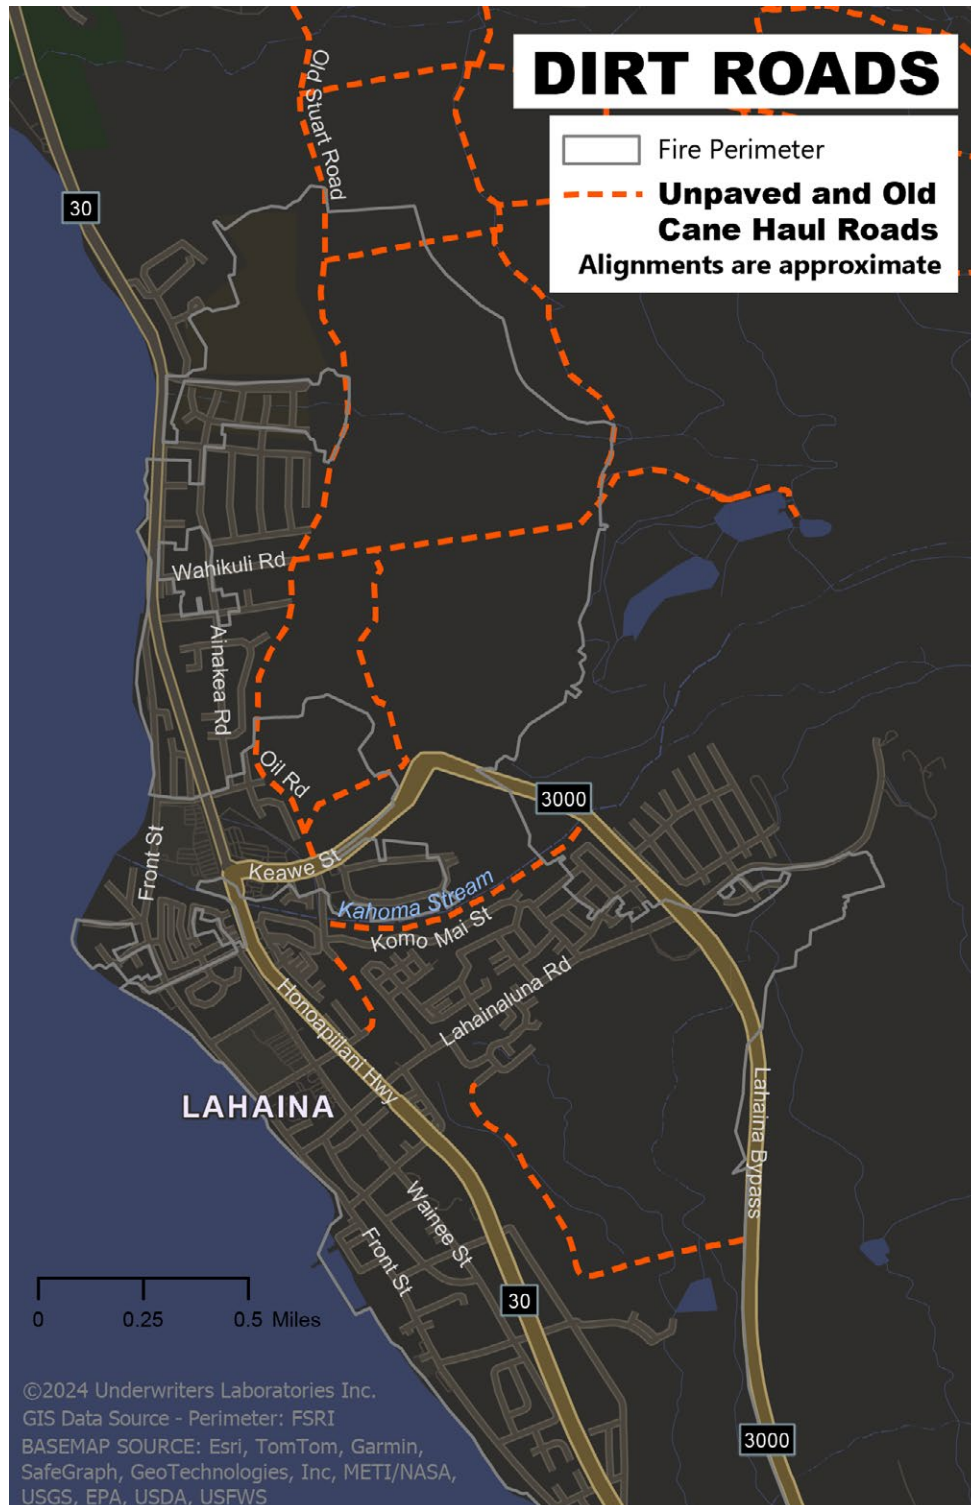 DIRT ROADS
Fire Perimeter
Unpaved and Old
Cane Haul Roads
Alignments are approximate
Old Stuart Road
30
Wahikuli Rd
Ainakea Rd
Oil Rd
3000
Front St
Keawe St
Kahoma Stream
Komo Mai St
Lahainaluna Rd
Honoapiilani Hwy
LAHAINA
Lahaina Bypass
Wainee St
Front St
30
0 0.25 0.5 Miles
3000
©2024 Underwriters Laboratories Inc.
GIS Data Source - Perimeter: FSRI
BASEMAP SOURCE: Esri, TomTom, Garmin,
SafeGraph, GeoTechnologies, Inc, METI/NASA,
USGS, EPA, USDA, USFWS